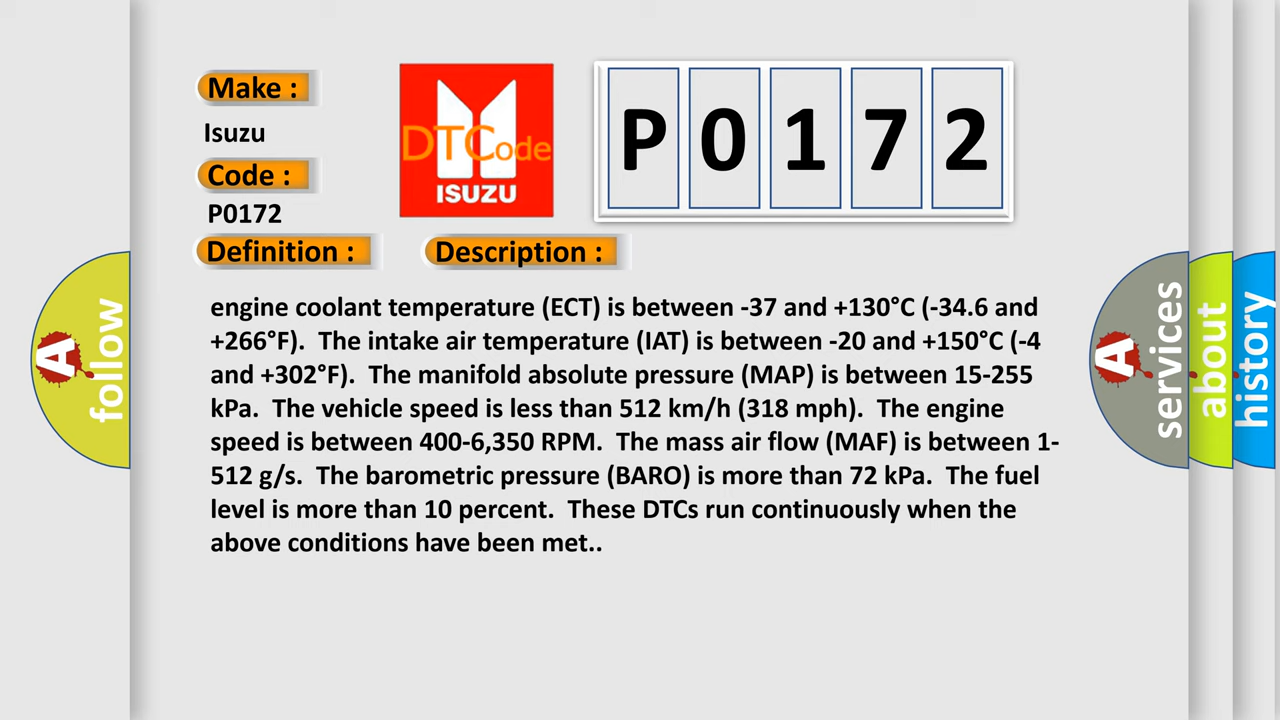 Make :
Isuzu
Code :
P0172
Definition :
Description :
DTCode
ISUZU
P0172
engine coolant temperature (ECT) is between -37 and +130°C (-34.6 and
+266°F).  The intake air temperature (IAT) is between -20 and +150°C (-4
and +302°F).  The manifold absolute pressure (MAP) is between 15-255
kPa.  The vehicle speed is less than 512 km/h (318 mph).  The engine
speed is between 400-6,350 RPM.  The mass air flow (MAF) is between 1-
512 g/s.  The barometric pressure (BARO) is more than 72 kPa.  The fuel
level is more than 10 percent.  These DTCs run continuously when the
above conditions have been met..
A follow
A services
about
history